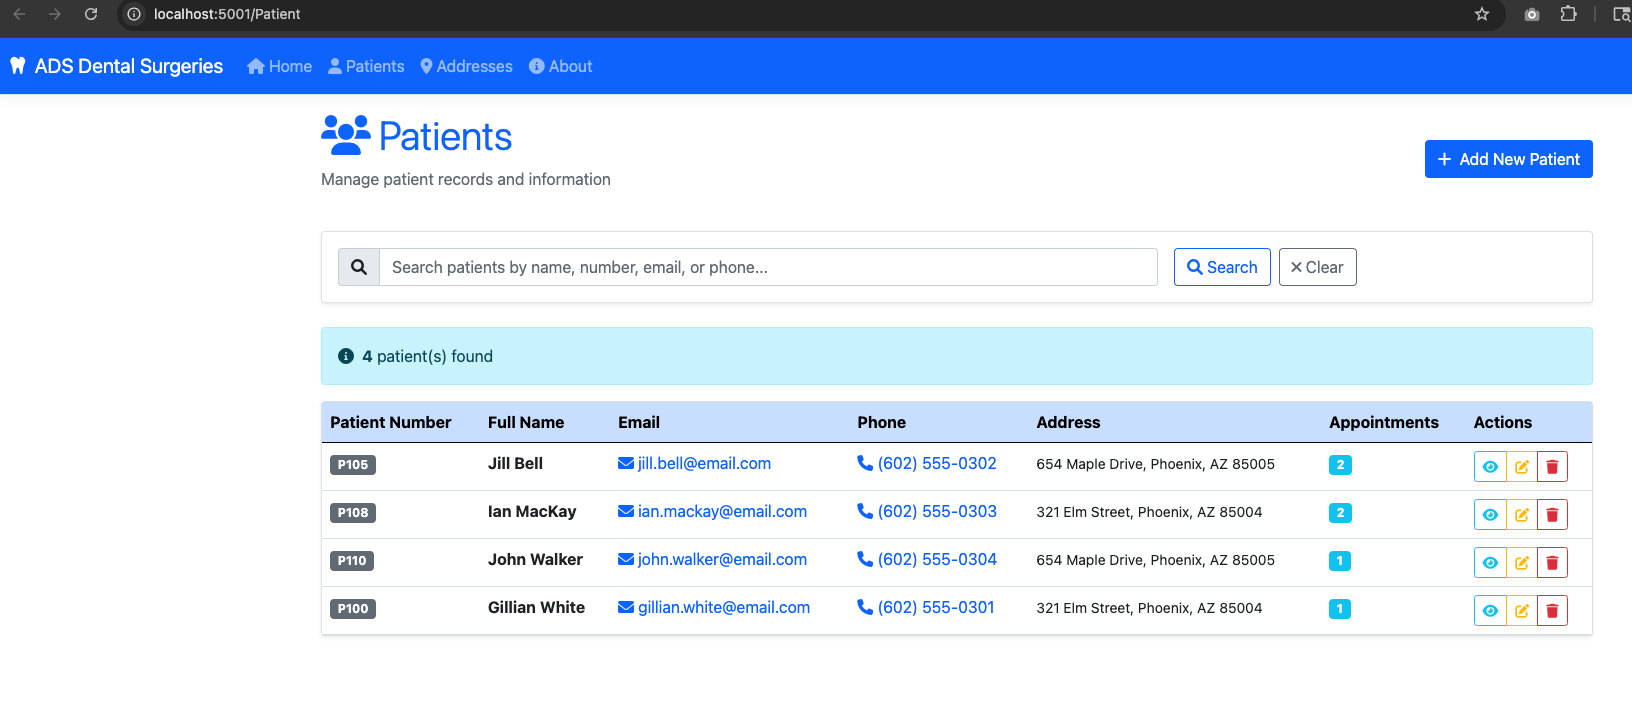 localhost:5001/Patient
ADS Dental Surgeries Home Patients Addresses About
Patients
Manage patient records and information
Add New Patient
Search patients by name, number, email, or phone... Search Clear
4 patient(s) found
Patient Number Full Name Email Phone Address Appointments Actions
P105 Jill Bell jill.bell@email.com (602) 555-0302 654 Maple Drive, Phoenix, AZ 85005 2
P108 Ian MacKay ian.mackay@email.com (602) 555-0303 321 Elm Street, Phoenix, AZ 85004 2
P110 John Walker john.walker@email.com (602) 555-0304 654 Maple Drive, Phoenix, AZ 85005 1
P100 Gillian White gillian.white@email.com (602) 555-0301 321 Elm Street, Phoenix, AZ 85004 1